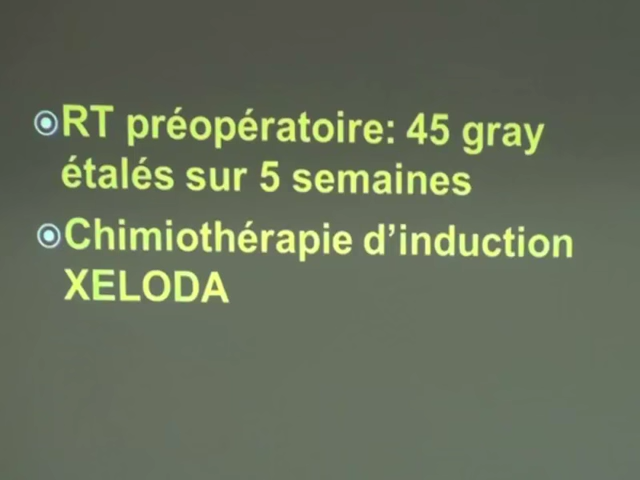 RT préopératoire: 45 gray
étalés sur 5 semaines
Chimiothérapie d'induction
XELODA